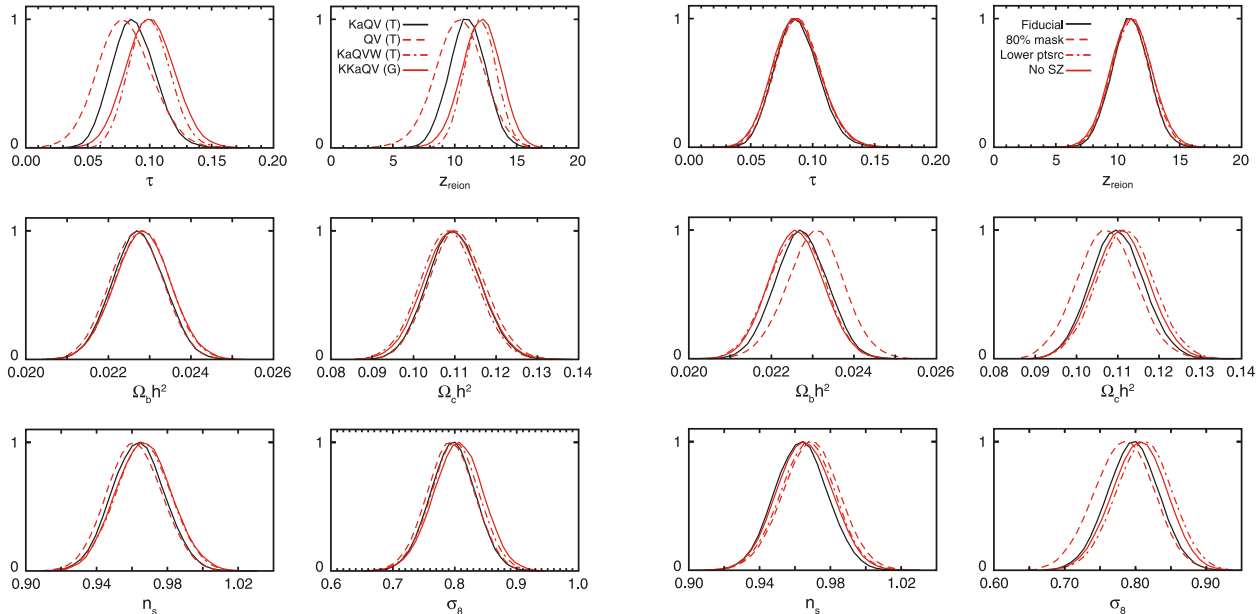 KaQV (T)
QV (T)
KaQVW (T)
KKaQV (G)
1
0
0.00 0.05 0.10 0.15 0.20
τ
1
0
0 5 10 15 20
z_reion
1
0
0.020 0.022 0.024 0.026
Ω_b h²
1
0
0.08 0.09 0.10 0.11 0.12 0.13 0.14
Ω_c h²
1
0
0.90 0.94 0.98 1.02
n_s
1
0
0.6 0.7 0.8 0.9 1.0
σ_8
Fiducial
80% mask
Lower ptsrc
No SZ
1
0
0.00 0.05 0.10 0.15 0.20
τ
1
0
0 5 10 15 20
z_reion
1
0
0.020 0.022 0.024 0.026
Ω_b h²
1
0
0.08 0.09 0.10 0.11 0.12 0.13 0.14
Ω_c h²
1
0
0.90 0.94 0.98 1.02
n_s
1
0
0.60 0.70 0.80 0.90
σ_8